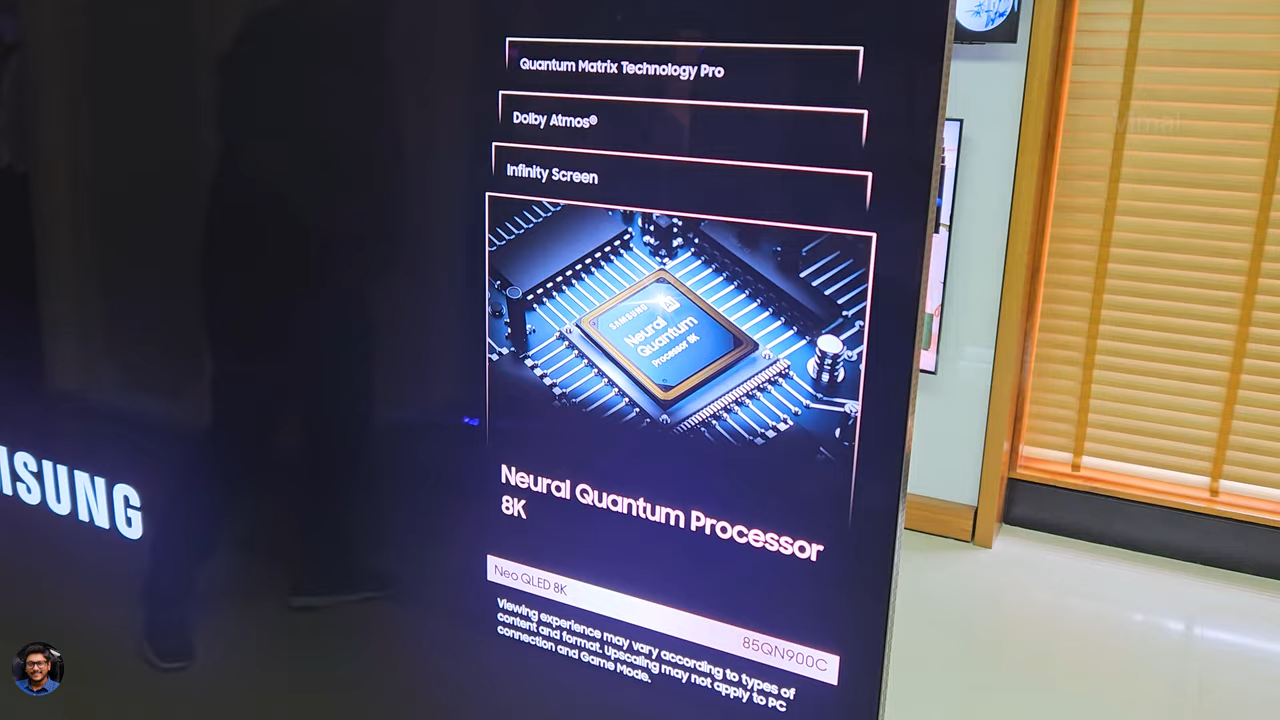 Quantum Matrix Technology Pro
Dolby Atmos®
Infinity Screen
SAMSUNG AI
Neural
Quantum
Processor 8K
SUNG
Neural Quantum Processor
8K
Neo QLED 8K
85QN900C
Viewing experience may vary according to types of
content and format. Upscaling may not apply to PC
connection and Game Mode.